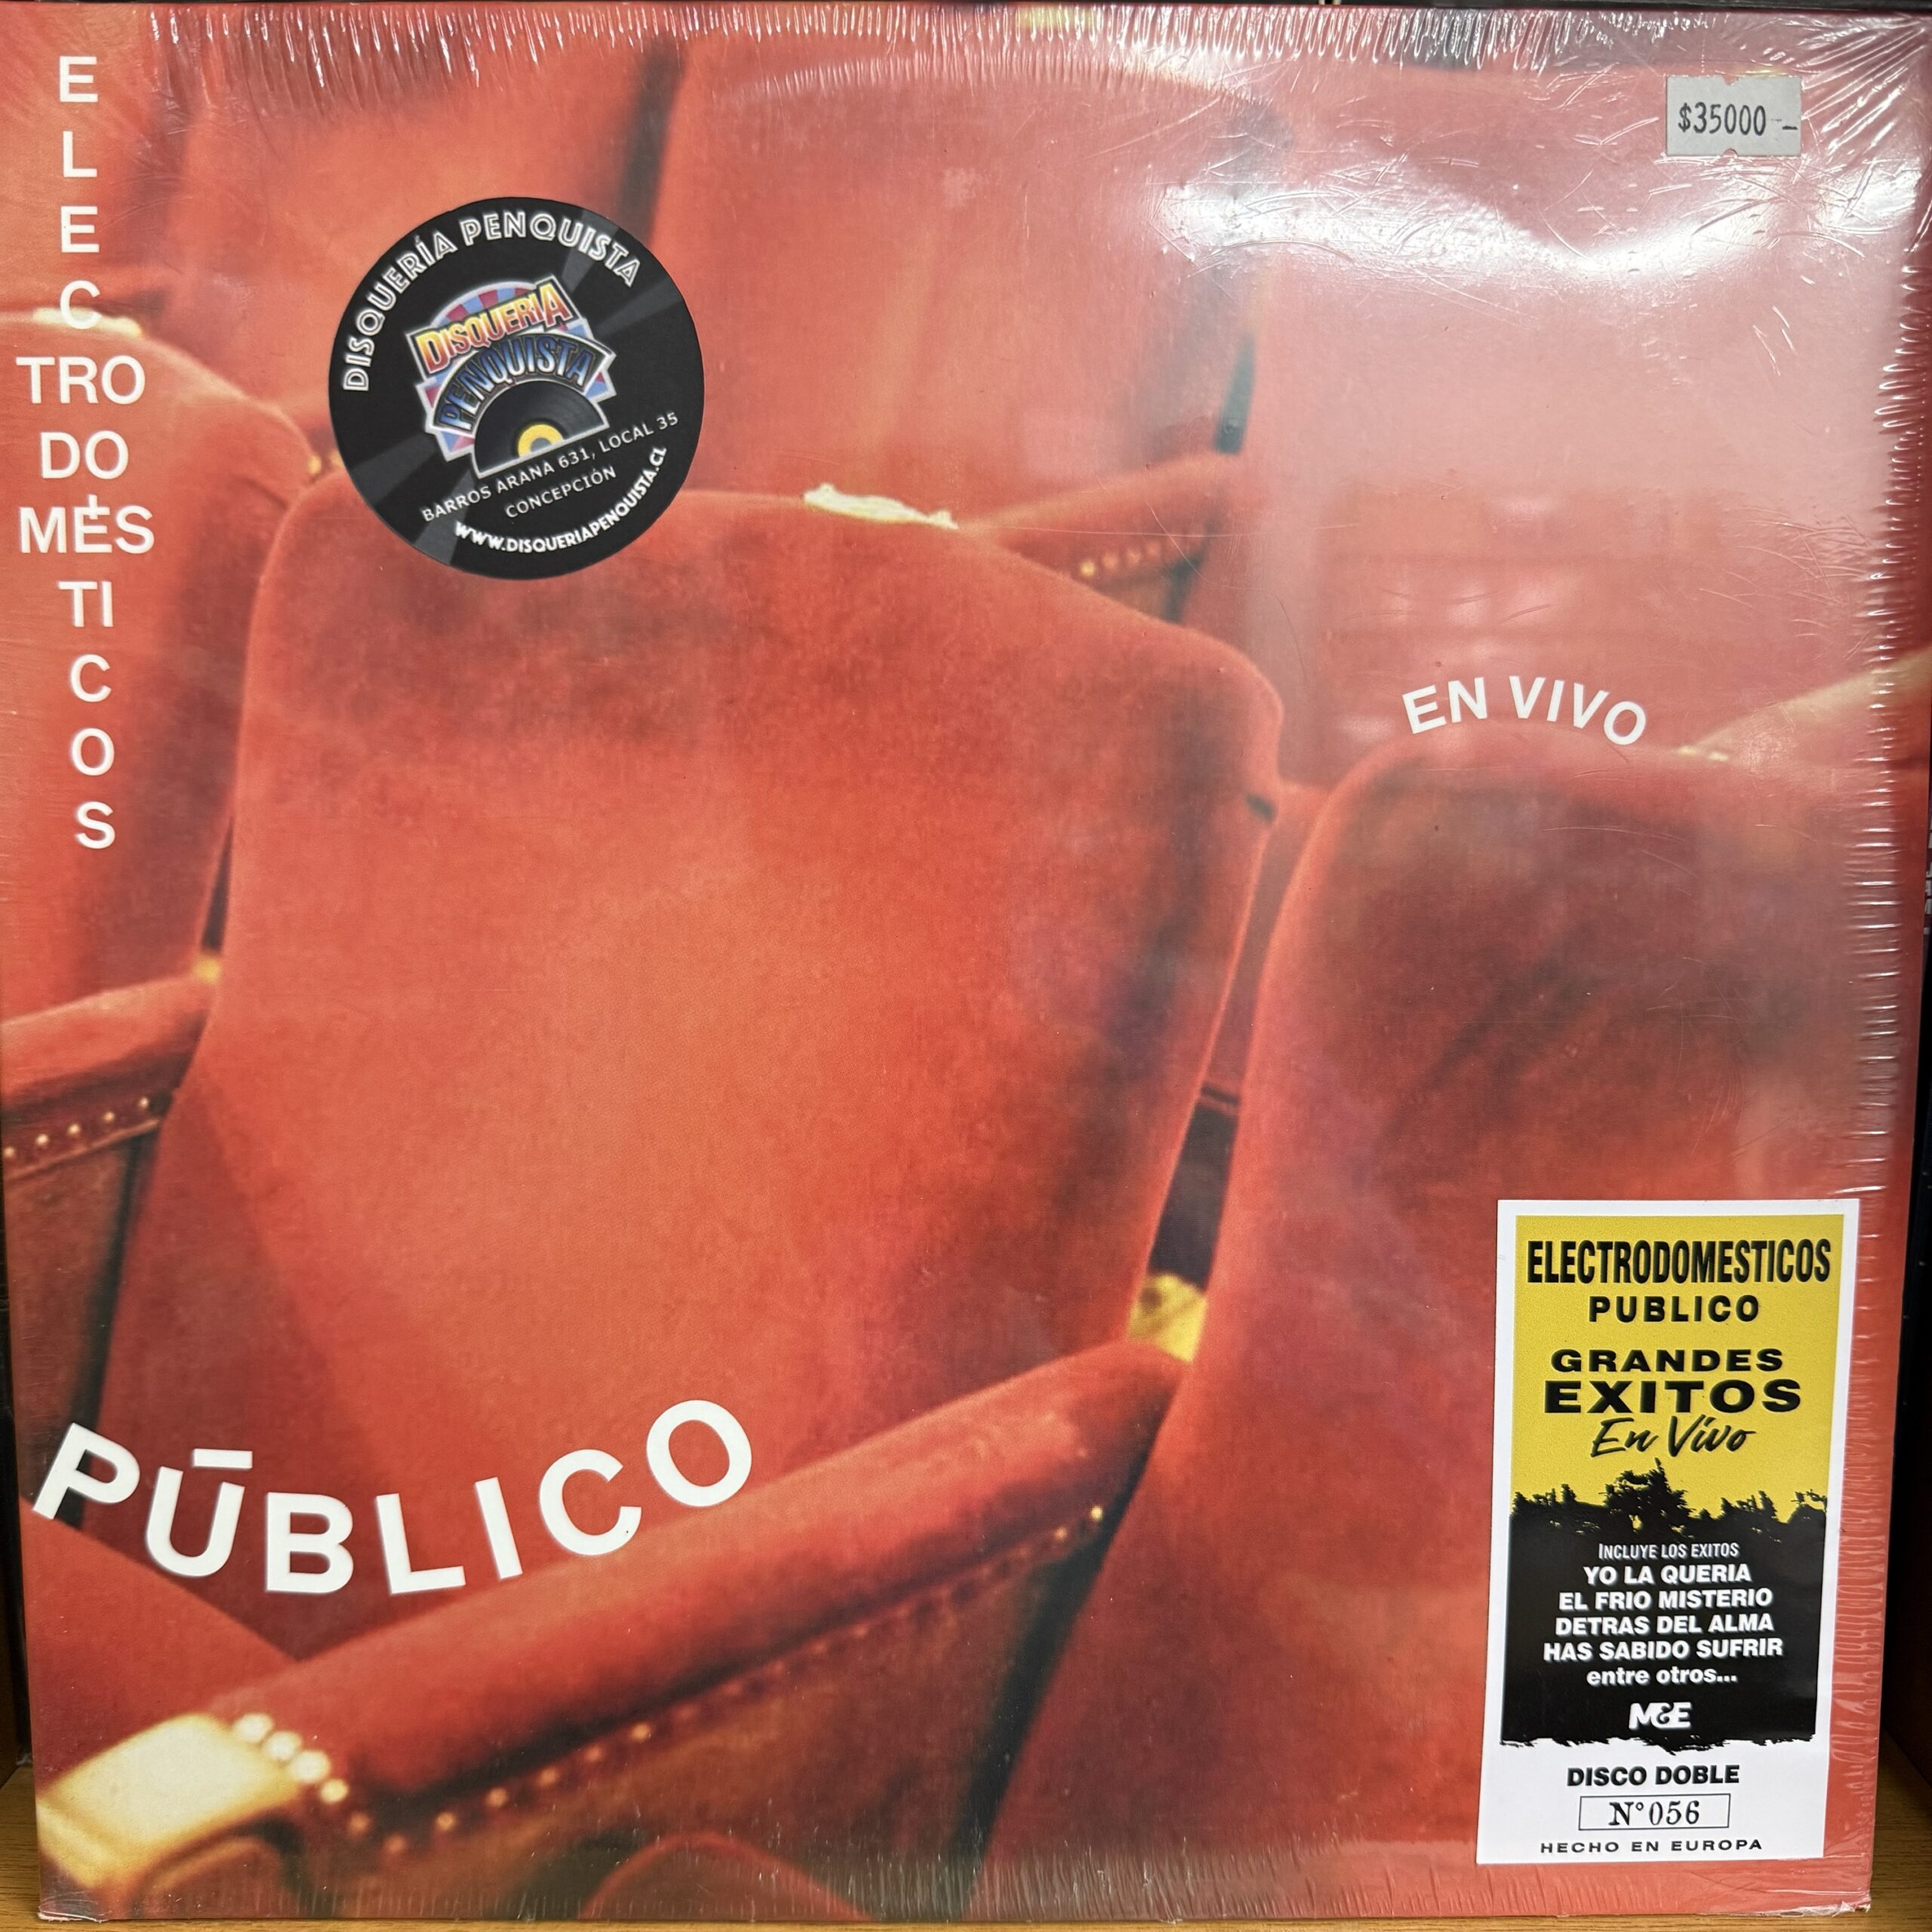 E
L
E
C
TRO
DO
MÉS
TI
C
O
S
$35000-
DISQUERÍA PENQUISTA
DISQUERIA
PENQUISTA
BARROS ARANA 631, LOCAL 35
CONCEPCIÓN
WWW.DISQUERIAPENQUISTA.CL
EN VIVO
PÚBLICO
ELECTRODOMESTICOS
PUBLICO
GRANDES
EXITOS
En Vivo
INCLUYE LOS EXITOS
YO LA QUERIA
EL FRIO MISTERIO
DETRAS DEL ALMA
HAS SABIDO SUFRIR
entre otros...
M&E
DISCO DOBLE
N°056
HECHO EN EUROPA